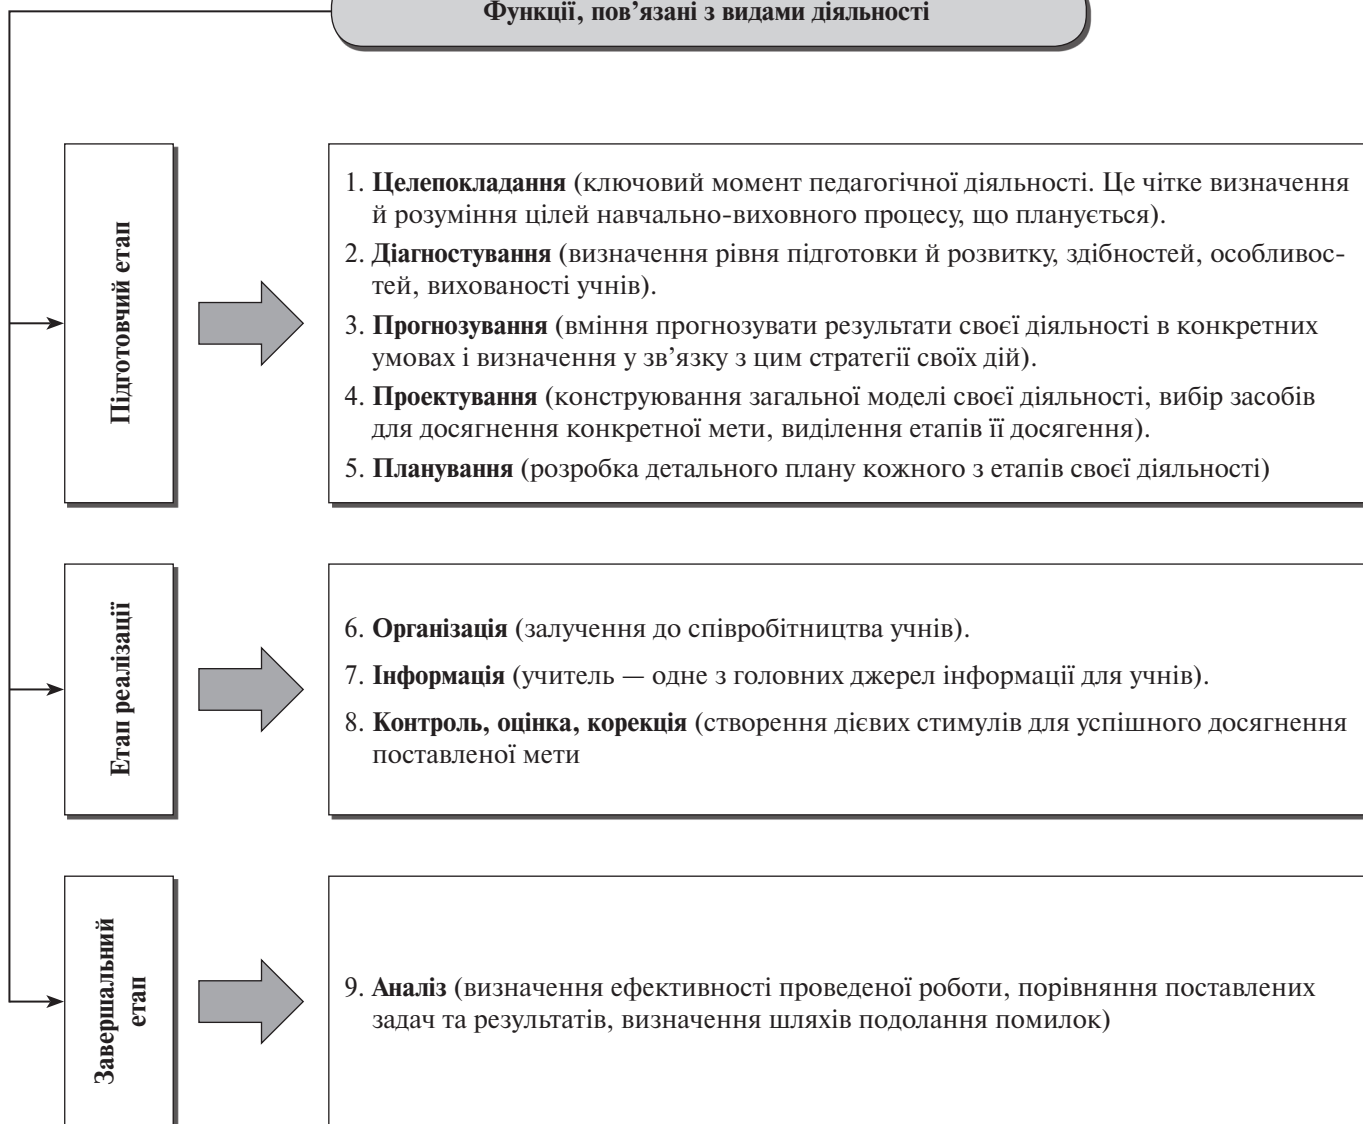 Функції, пов’язані з видами діяльності
Підготовчий етап
1. Целепокладання (ключовий момент педагогічної діяльності. Це чітке визначення
й розуміння цілей навчально-виховного процесу, що планується).
2. Діагностування (визначення рівня підготовки й розвитку, здібностей, особливос-
тей, вихованості учнів).
3. Прогнозування (вміння прогнозувати результати своєї діяльності в конкретних
умовах і визначення у зв’язку з цим стратегії своїх дій).
4. Проектування (конструювання загальної моделі своєї діяльності, вибір засобів
для досягнення конкретної мети, виділення етапів її досягення).
5. Планування (розробка детального плану кожного з етапів своєї діяльності)
Етап реалізації
6. Організація (залучення до співробітництва учнів).
7. Інформація (учитель — одне з головних джерел інформації для учнів).
8. Контроль, оцінка, корекція (створення дієвих стимулів для успішного досягнення
поставленої мети
Завершальний
етап
9. Аналіз (визначення ефективності проведеної роботи, порівняння поставлених
задач та результатів, визначення шляхів подолання помилок)